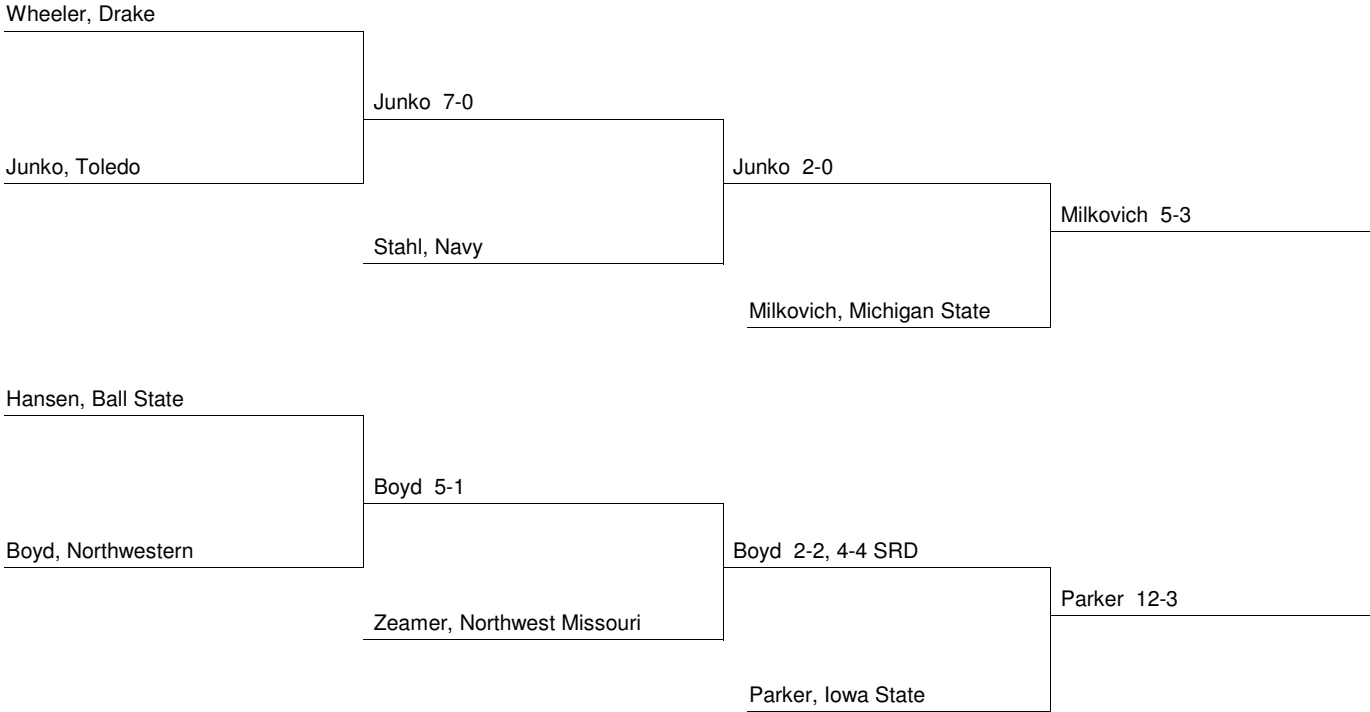 Wheeler, Drake
Junko 7-0
Junko, Toledo
Junko 2-0
Milkovich 5-3
Stahl, Navy
Milkovich, Michigan State
Hansen, Ball State
Boyd 5-1
Boyd, Northwestern
Boyd 2-2, 4-4 SRD
Parker 12-3
Zeamer, Northwest Missouri
Parker, Iowa State